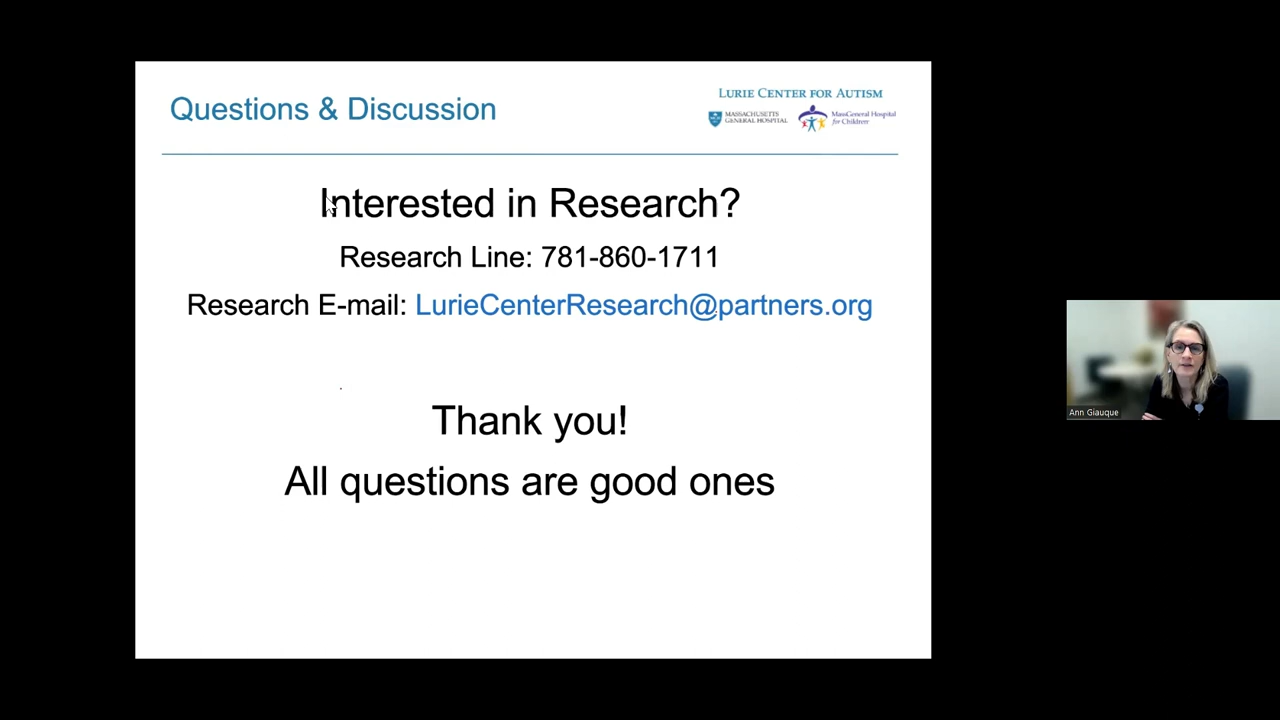 Questions & Discussion
LURIE CENTER FOR AUTISM
MASSACHUSETTS
GENERAL HOSPITAL
MassGeneral Hospital
for Children
Interested in Research?
Research Line: 781-860-1711
Research E-mail: LurieCenterResearch@partners.org
Thank you!
All questions are good ones
Ann Giauque